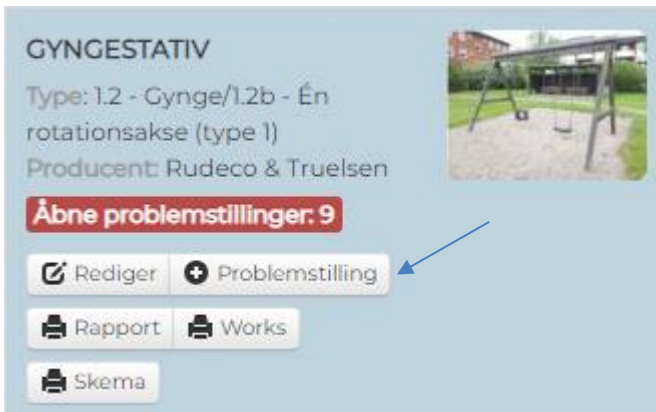 GYNGESTATIV
Type: 1.2 - Gynge/1.2b - Én
rotationsakse (type 1)
Producent: Rudeco & Truelsen
Åbne problemstillinger: 9
Rediger Problemstilling
Rapport Works
Skema